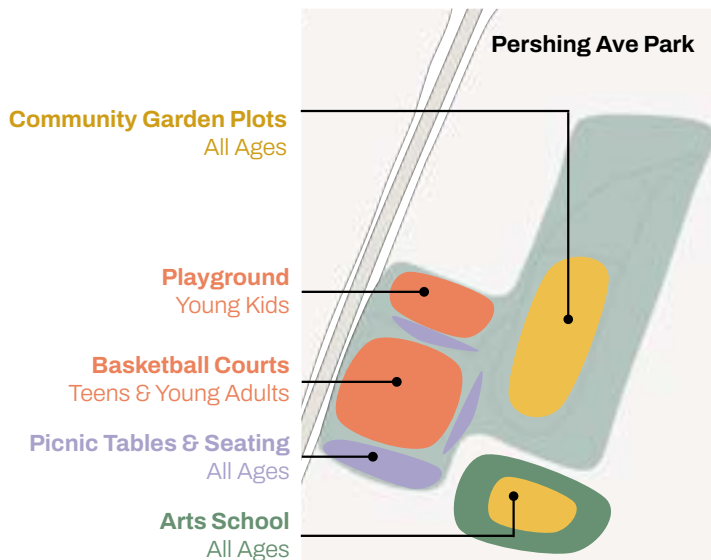 Pershing Ave Park
Community Garden Plots
All Ages
Playground
Young Kids
Basketball Courts
Teens & Young Adults
Picnic Tables & Seating
All Ages
Arts School
All Ages